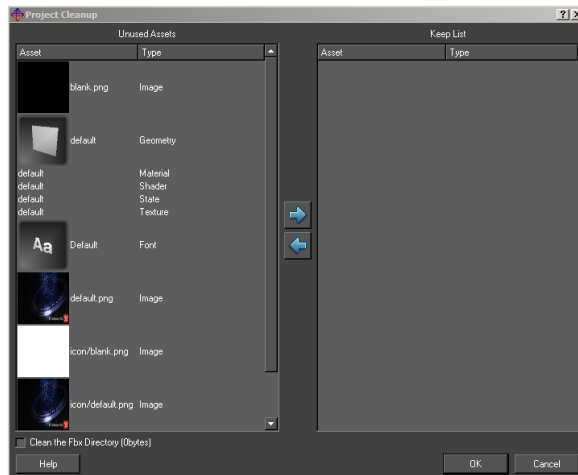 Project Cleanup
Unused Assets
Keep List
Asset Type
Asset Type
blank.png Image
default Geometry
default Material
default Shader
default State
default Texture
Aa Default Font
default.png Image
icon/blank.png Image
icon/default.png Image
Clean the Fbx Directory (0bytes)
Help
OK
Cancel